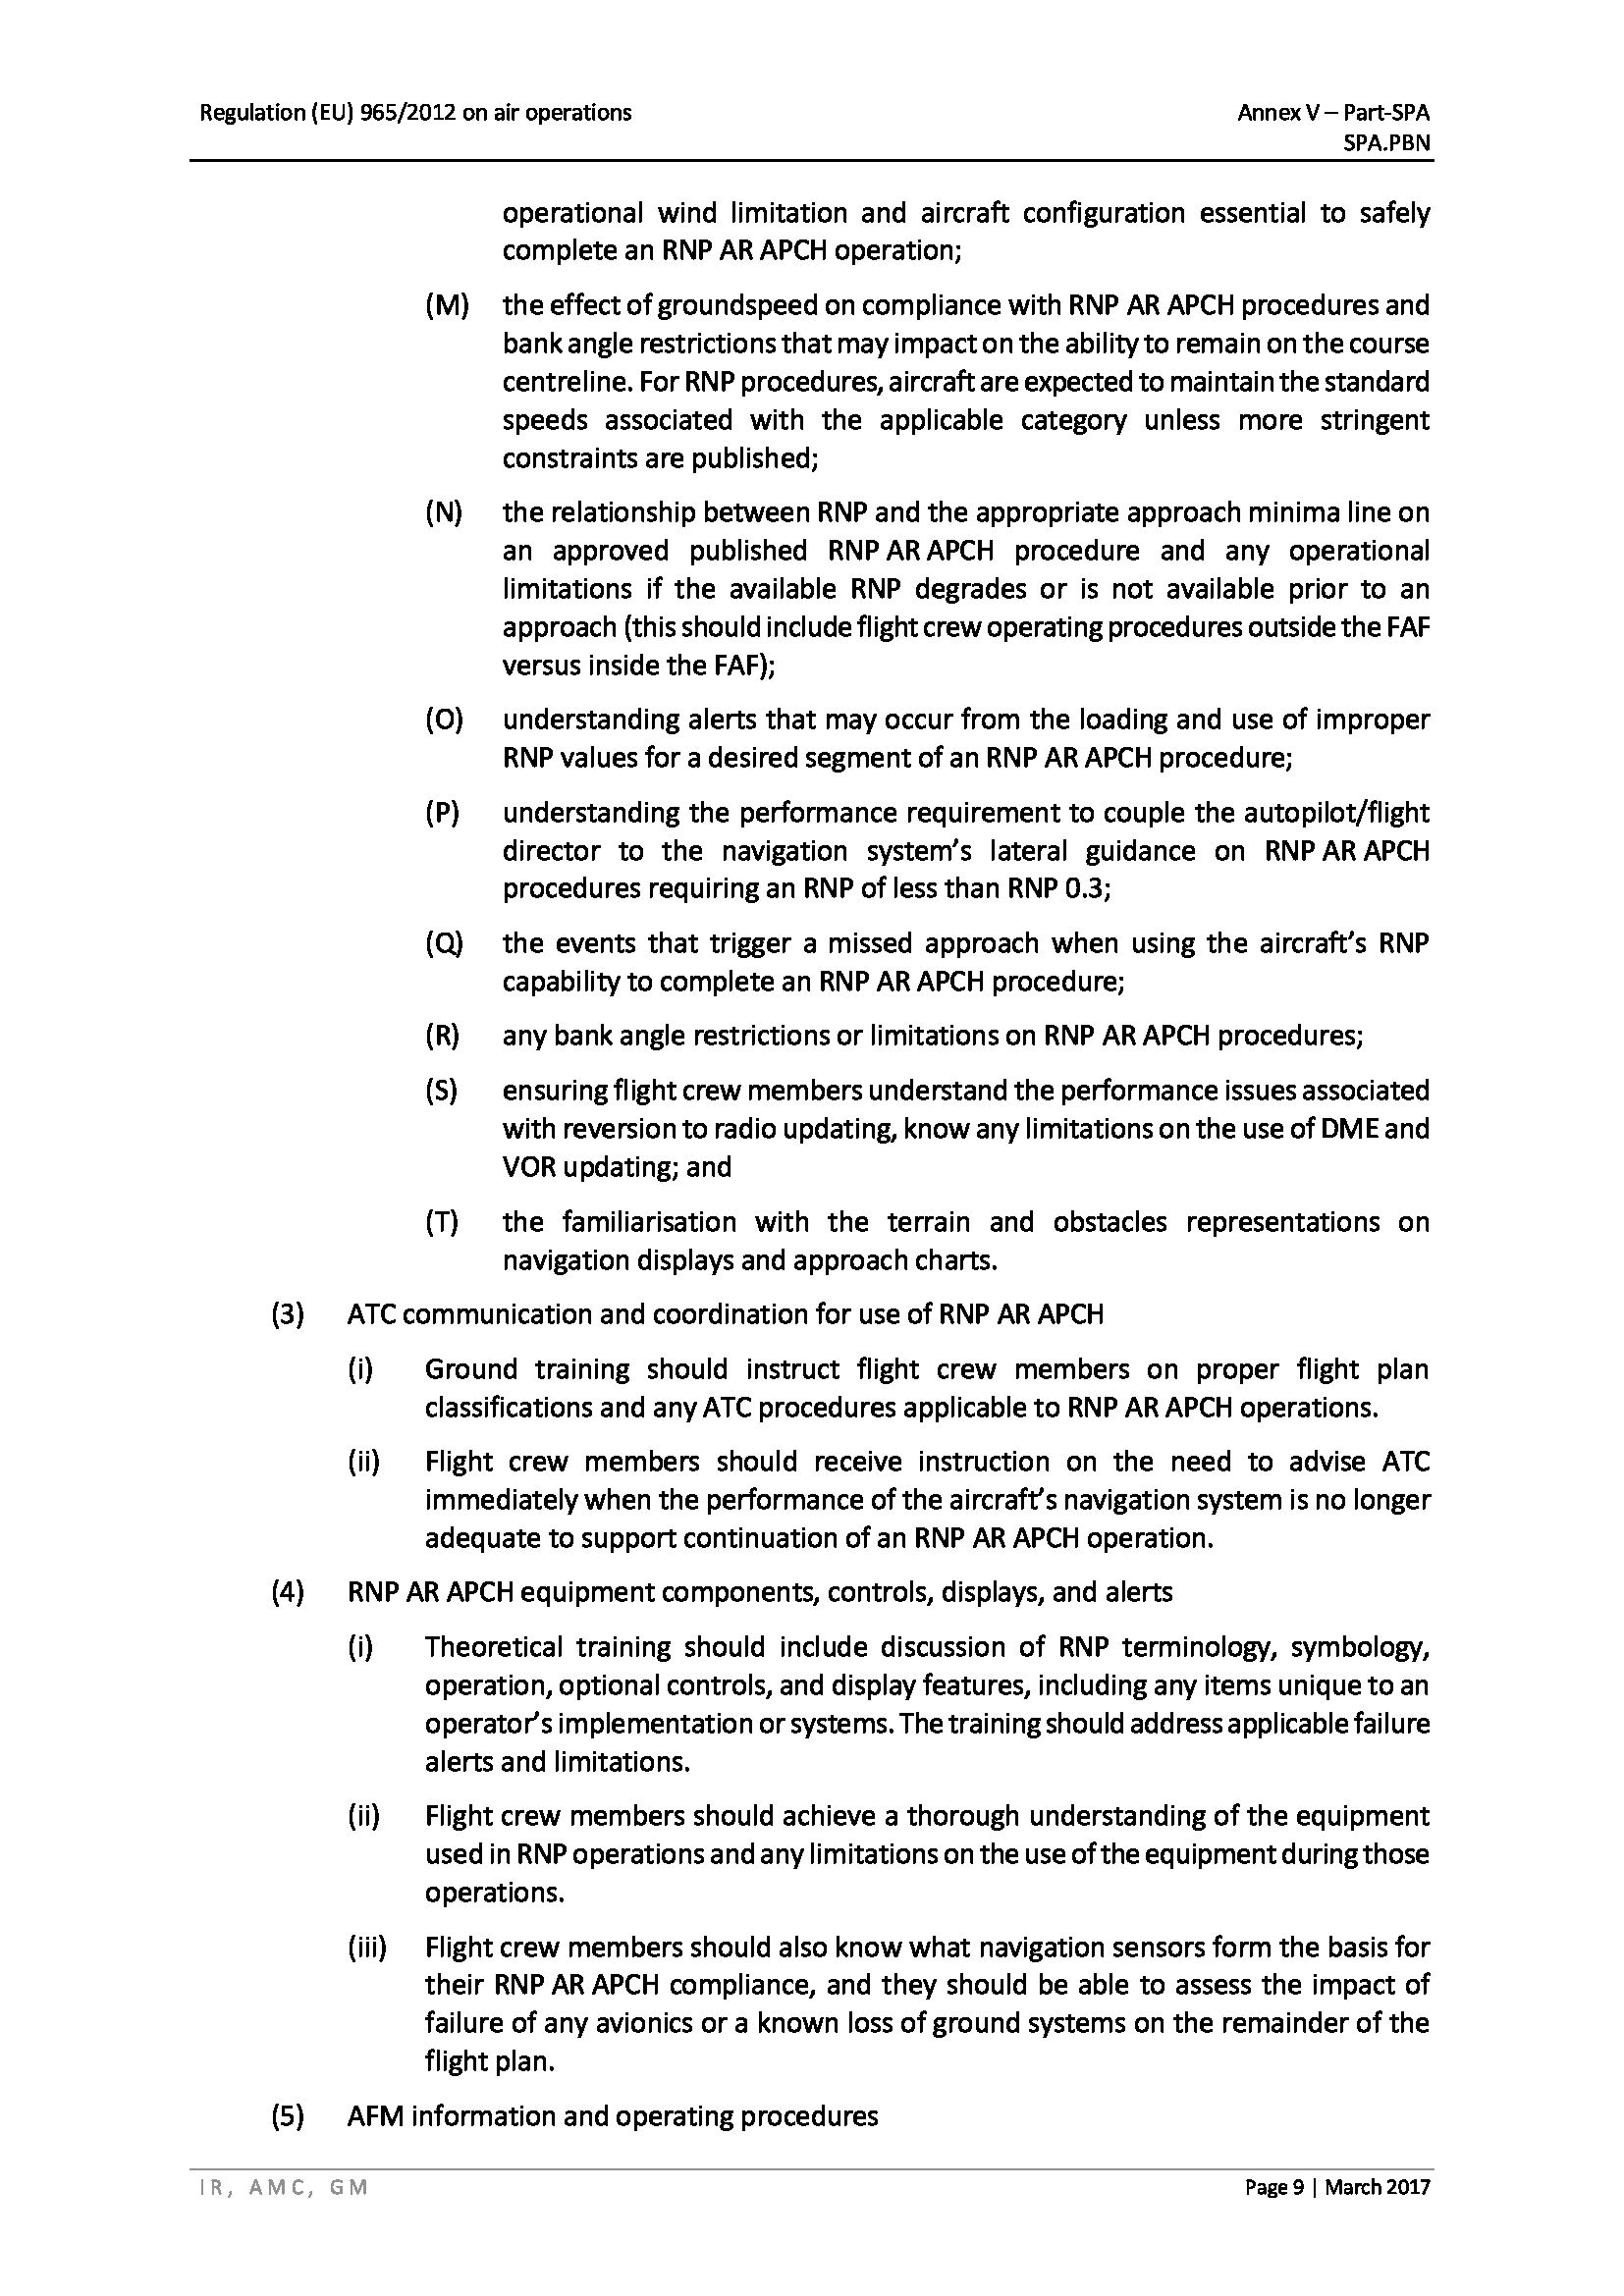 Regulation (EU) 965/2012 on air operations
Annex V – Part-SPA
SPA.PBN
operational wind limitation and aircraft configuration essential to safely
complete an RNP AR APCH operation;
(M) the effect of groundspeed on compliance with RNP AR APCH procedures and
bank angle restrictions that may impact on the ability to remain on the course
centreline. For RNP procedures, aircraft are expected to maintain the standard
speeds associated with the applicable category unless more stringent
constraints are published;
(N) the relationship between RNP and the appropriate approach minima line on
an approved published RNP AR APCH procedure and any operational
limitations if the available RNP degrades or is not available prior to an
approach (this should include flight crew operating procedures outside the FAF
versus inside the FAF);
(O) understanding alerts that may occur from the loading and use of improper
RNP values for a desired segment of an RNP AR APCH procedure;
(P) understanding the performance requirement to couple the autopilot/flight
director to the navigation system’s lateral guidance on RNP AR APCH
procedures requiring an RNP of less than RNP 0.3;
(Q) the events that trigger a missed approach when using the aircraft’s RNP
capability to complete an RNP AR APCH procedure;
(R) any bank angle restrictions or limitations on RNP AR APCH procedures;
(S) ensuring flight crew members understand the performance issues associated
with reversion to radio updating, know any limitations on the use of DME and
VOR updating; and
(T) the familiarisation with the terrain and obstacles representations on
navigation displays and approach charts.
(3) ATC communication and coordination for use of RNP AR APCH
(i) Ground training should instruct flight crew members on proper flight plan
classifications and any ATC procedures applicable to RNP AR APCH operations.
(ii) Flight crew members should receive instruction on the need to advise ATC
immediately when the performance of the aircraft’s navigation system is no longer
adequate to support continuation of an RNP AR APCH operation.
(4) RNP AR APCH equipment components, controls, displays, and alerts
(i) Theoretical training should include discussion of RNP terminology, symbology,
operation, optional controls, and display features, including any items unique to an
operator’s implementation or systems. The training should address applicable failure
alerts and limitations.
(ii) Flight crew members should achieve a thorough understanding of the equipment
used in RNP operations and any limitations on the use of the equipment during those
operations.
(iii) Flight crew members should also know what navigation sensors form the basis for
their RNP AR APCH compliance, and they should be able to assess the impact of
failure of any avionics or a known loss of ground systems on the remainder of the
flight plan.
(5) AFM information and operating procedures
IR, AMC, GM
Page 9 | March 2017